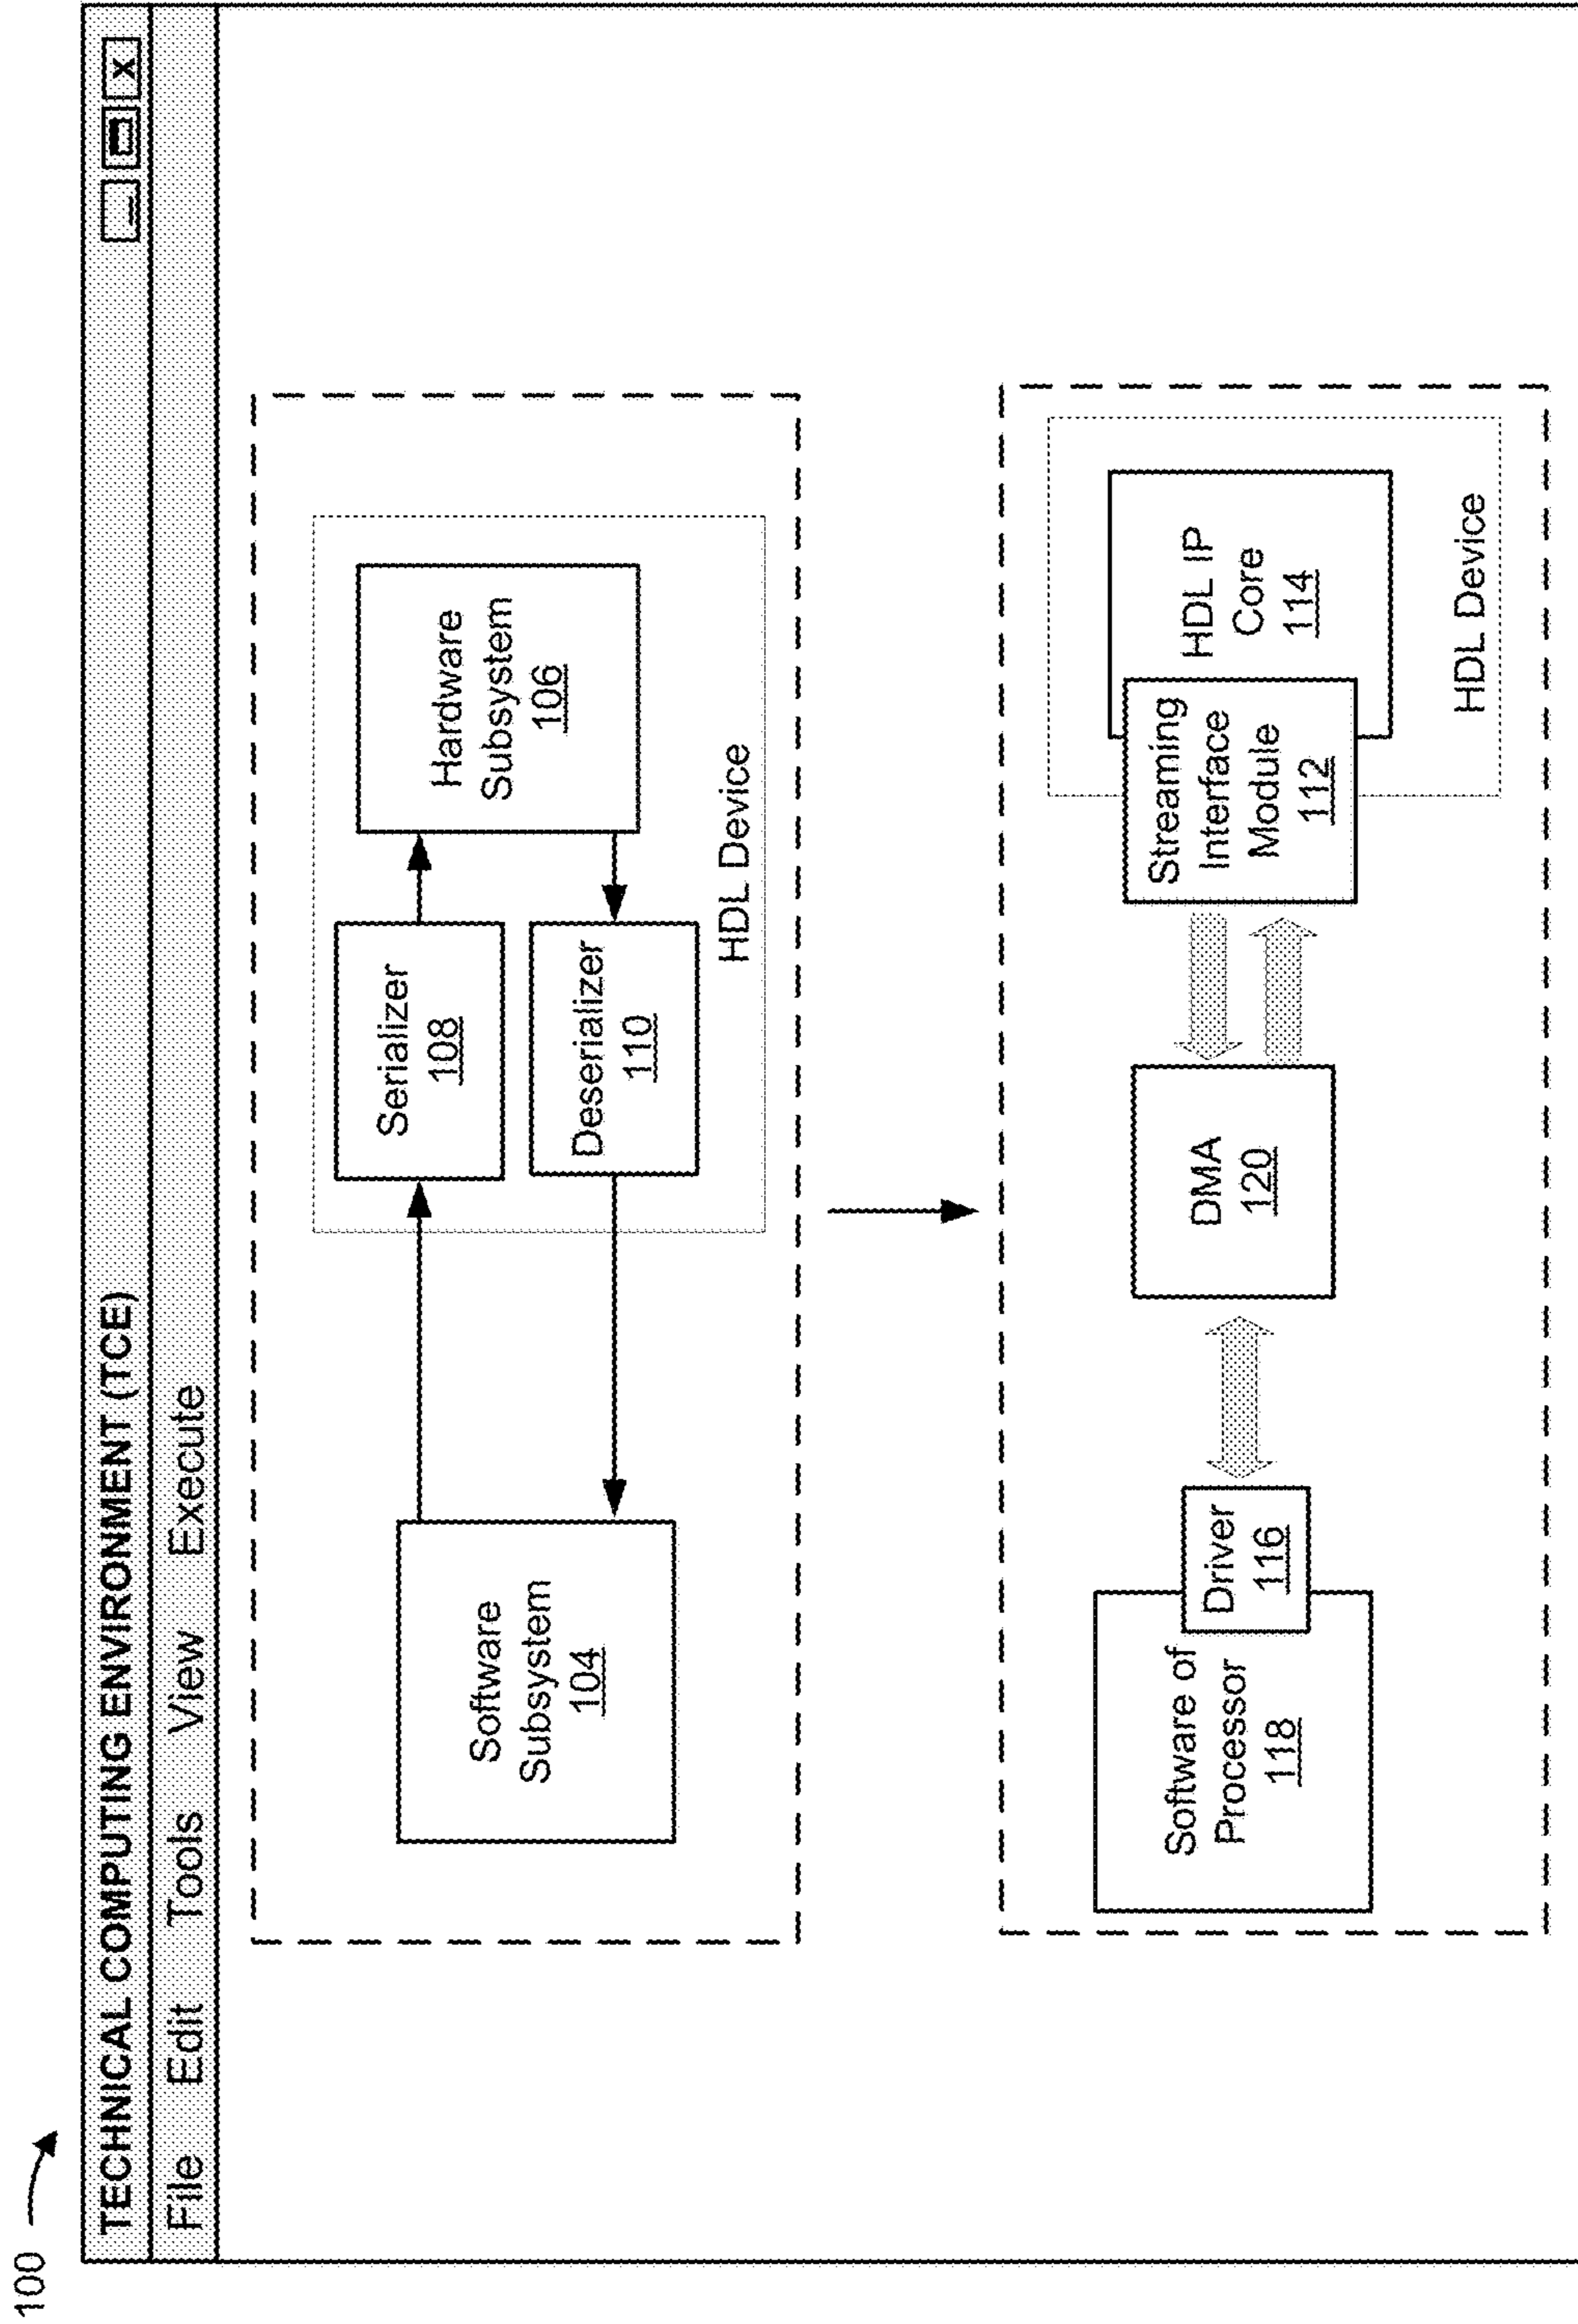 100
TECHNICAL COMPUTING ENVIRONMENT (TCE)
X
File Edit Tools View Execute
Software
Subsystem
104
Serializer
108
Deserializer
110
Hardware
Subsystem
106
HDL Device
Software of
Processor
118
Driver
116
DMA
120
Streaming
Interface
Module
112
HDL IP
Core
114
HDL Device